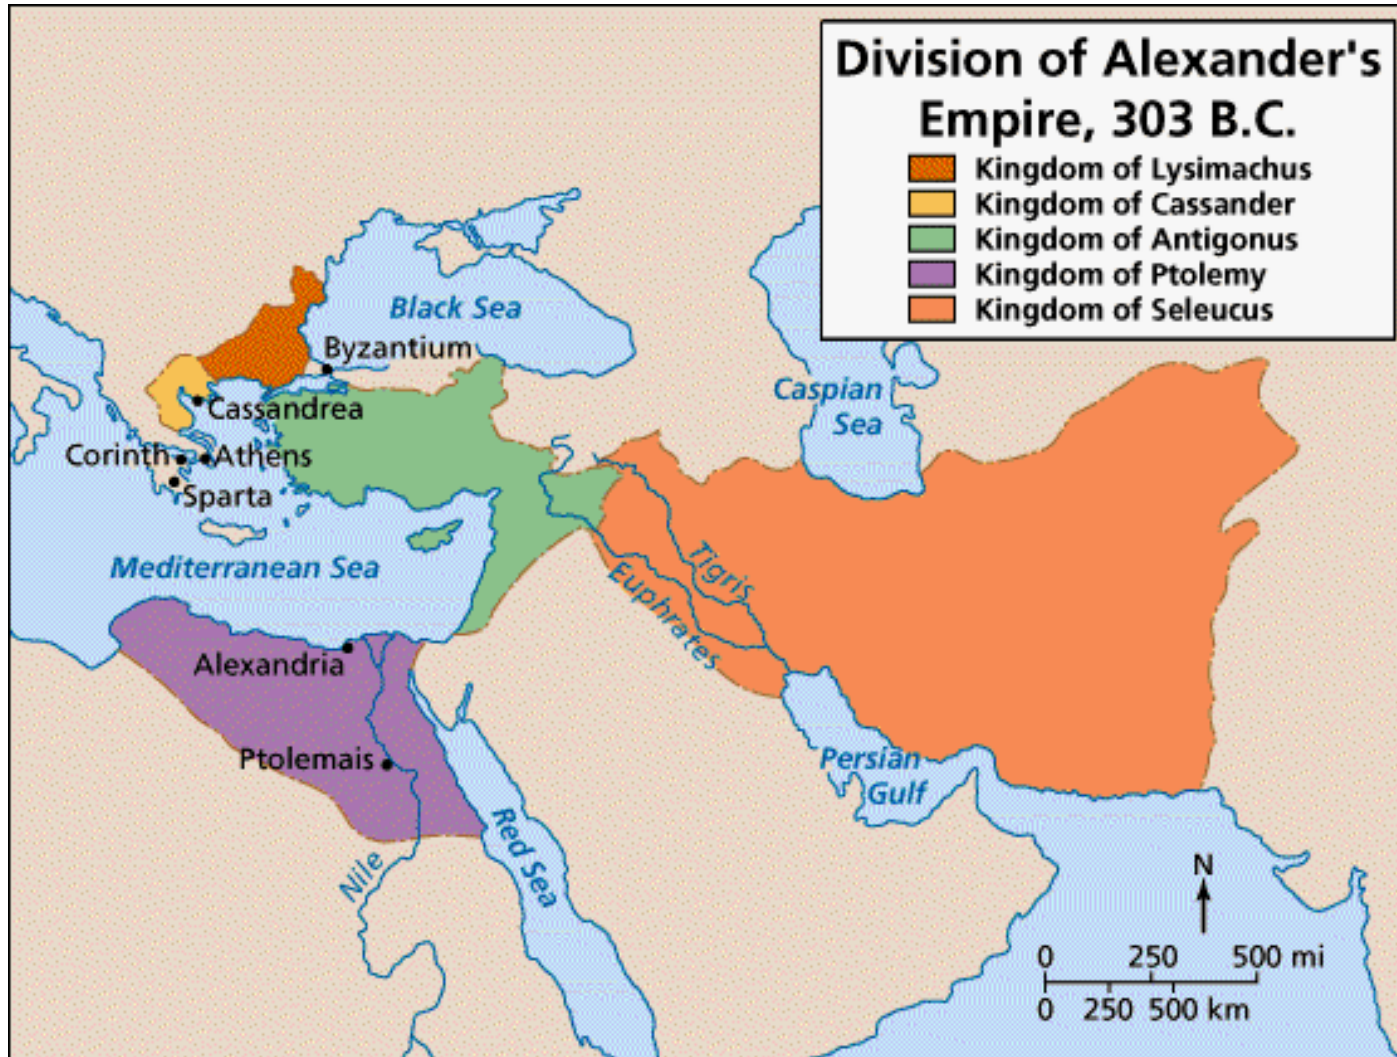 Division of Alexander's
Empire, 303 B.C.
Kingdom of Lysimachus
Kingdom of Cassander
Kingdom of Antigonus
Kingdom of Ptolemy
Kingdom of Seleucus
Black Sea
Byzantium
Caspian
Sea
Cassandrea
Corinth
Athens
Sparta
Mediterranean Sea
Tigris
Euphrates
Alexandria
Ptolemais
Persian
Gulf
Red Sea
Nile
N
0 250 500 mi
0 250 500 km